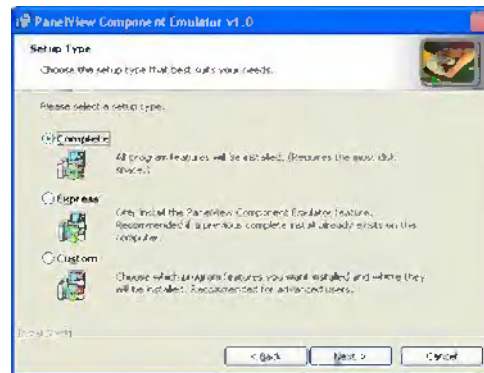 PanelView Component Emulator v1.0
Setup Type
Choose the setup type that best suits your needs.
Please select a setup type.
Complete
All program features will be installed. (Requires the most disk
space.)
Express
Only install the PanelView Component Emulator feature.
Recommended if a previous complete install already exists on this
computer.
Custom
Choose which program features you want installed and where they
will be installed. Recommended for advanced users.
InstallShield
< Back
Next >
Cancel